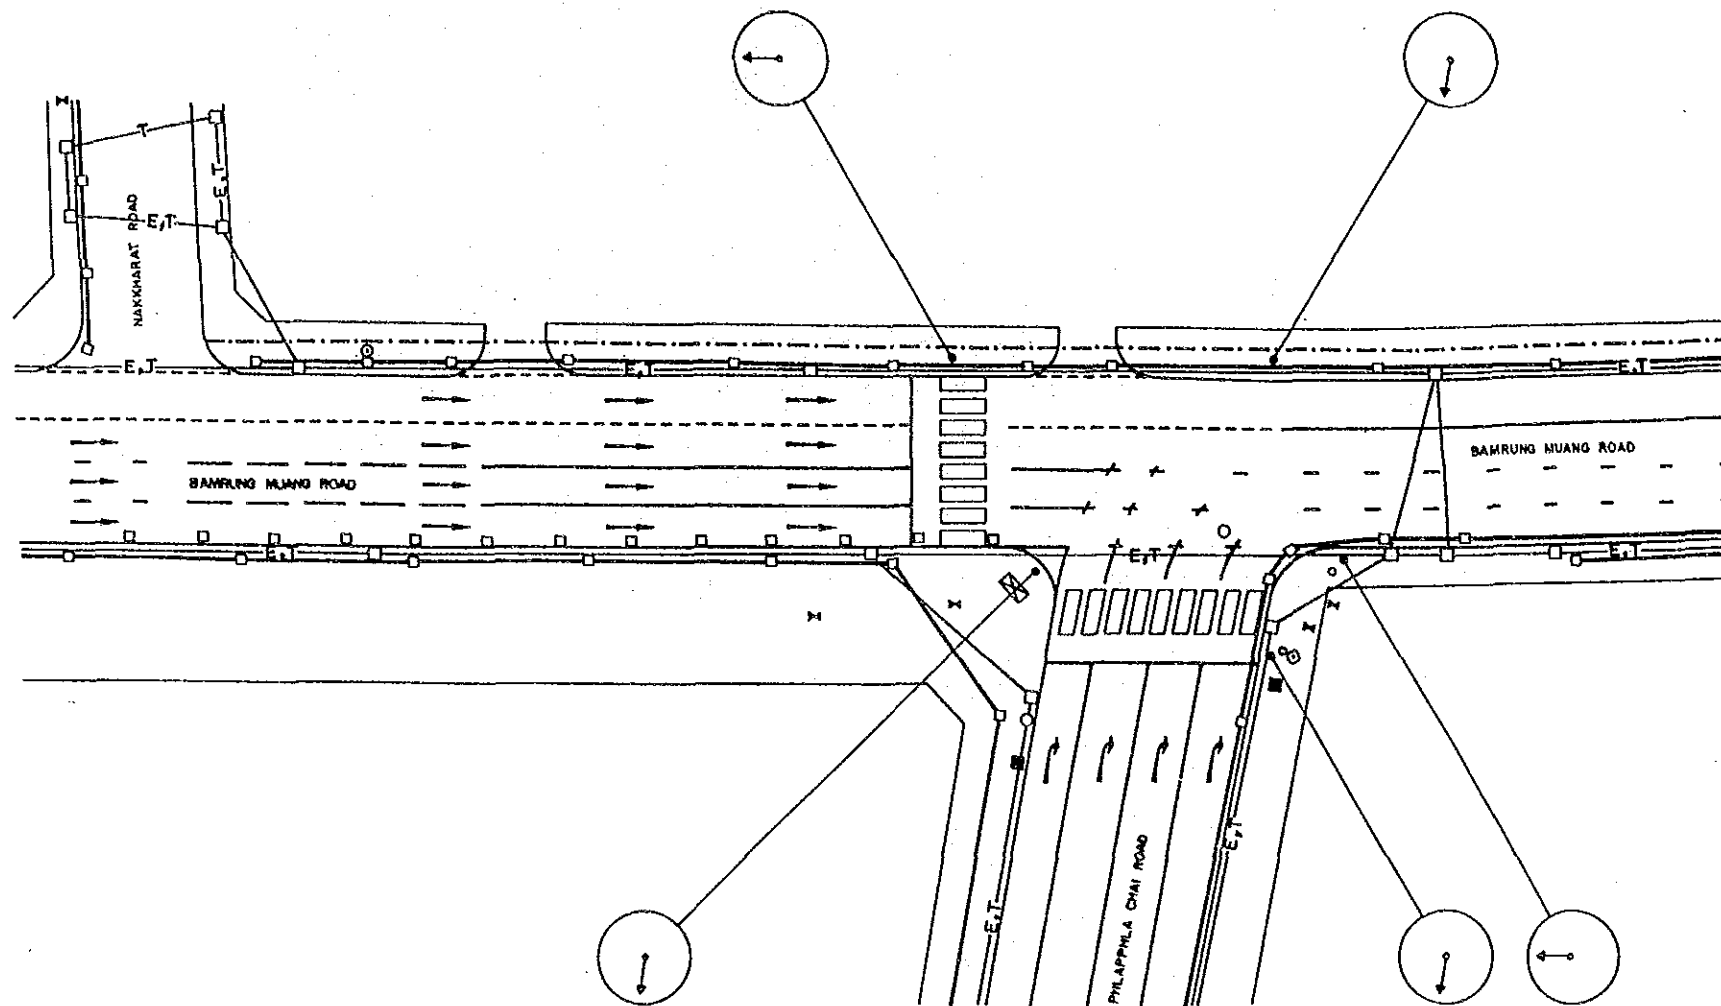 T
E,T
E,T
NAKKHARAT ROAD
E,T
E,T
E,T
BAMRUNG MUANG ROAD
BAMRUNG MUANG ROAD
E,T
E,T
E,T
E,T
E,T
PHLAPPHLA CHAI ROAD